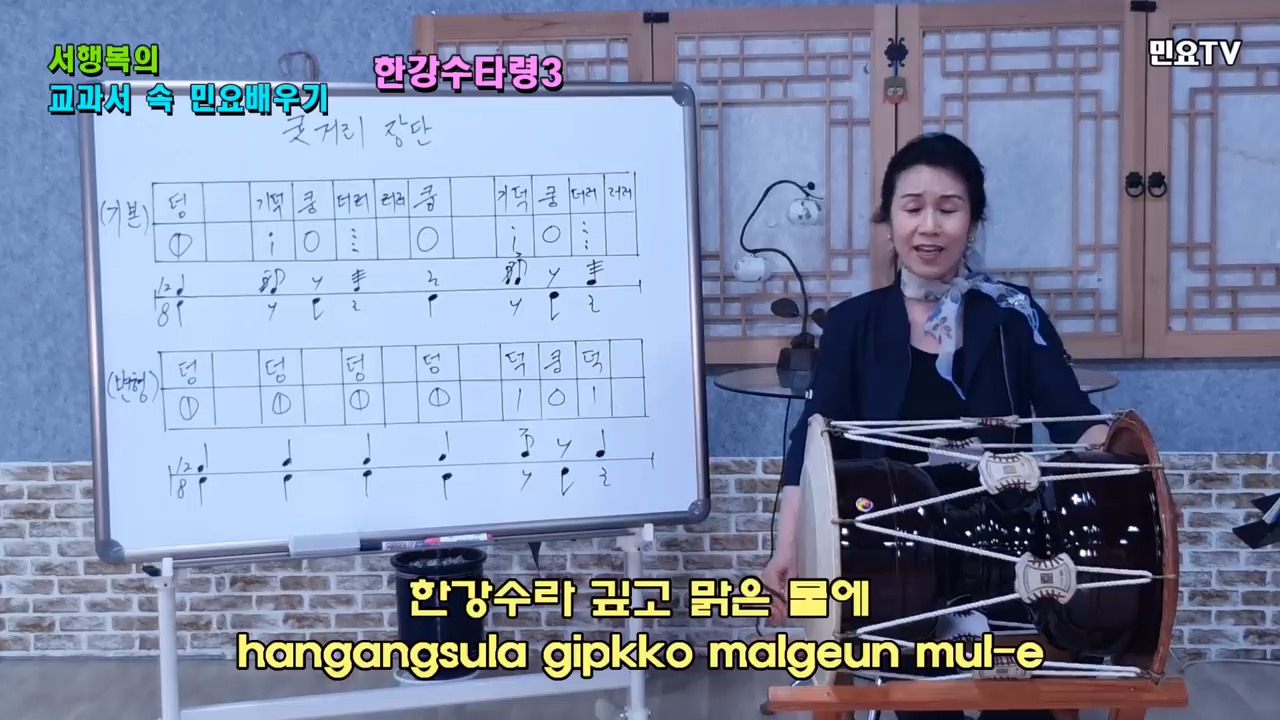 서행복의
교과서 속 민요배우기
한강수타령3
민요TV
굿거리 장단
(기본)
덩 기덕 쿵 더러 러러 쿵 기덕 쿵 더러 러러
12
8
(변형)
덩 덩 덩 덩 덕 쿵 덕
12
8
한강수라 깊고 맑은 물에
hangangsula gipkko malgeun mul-e